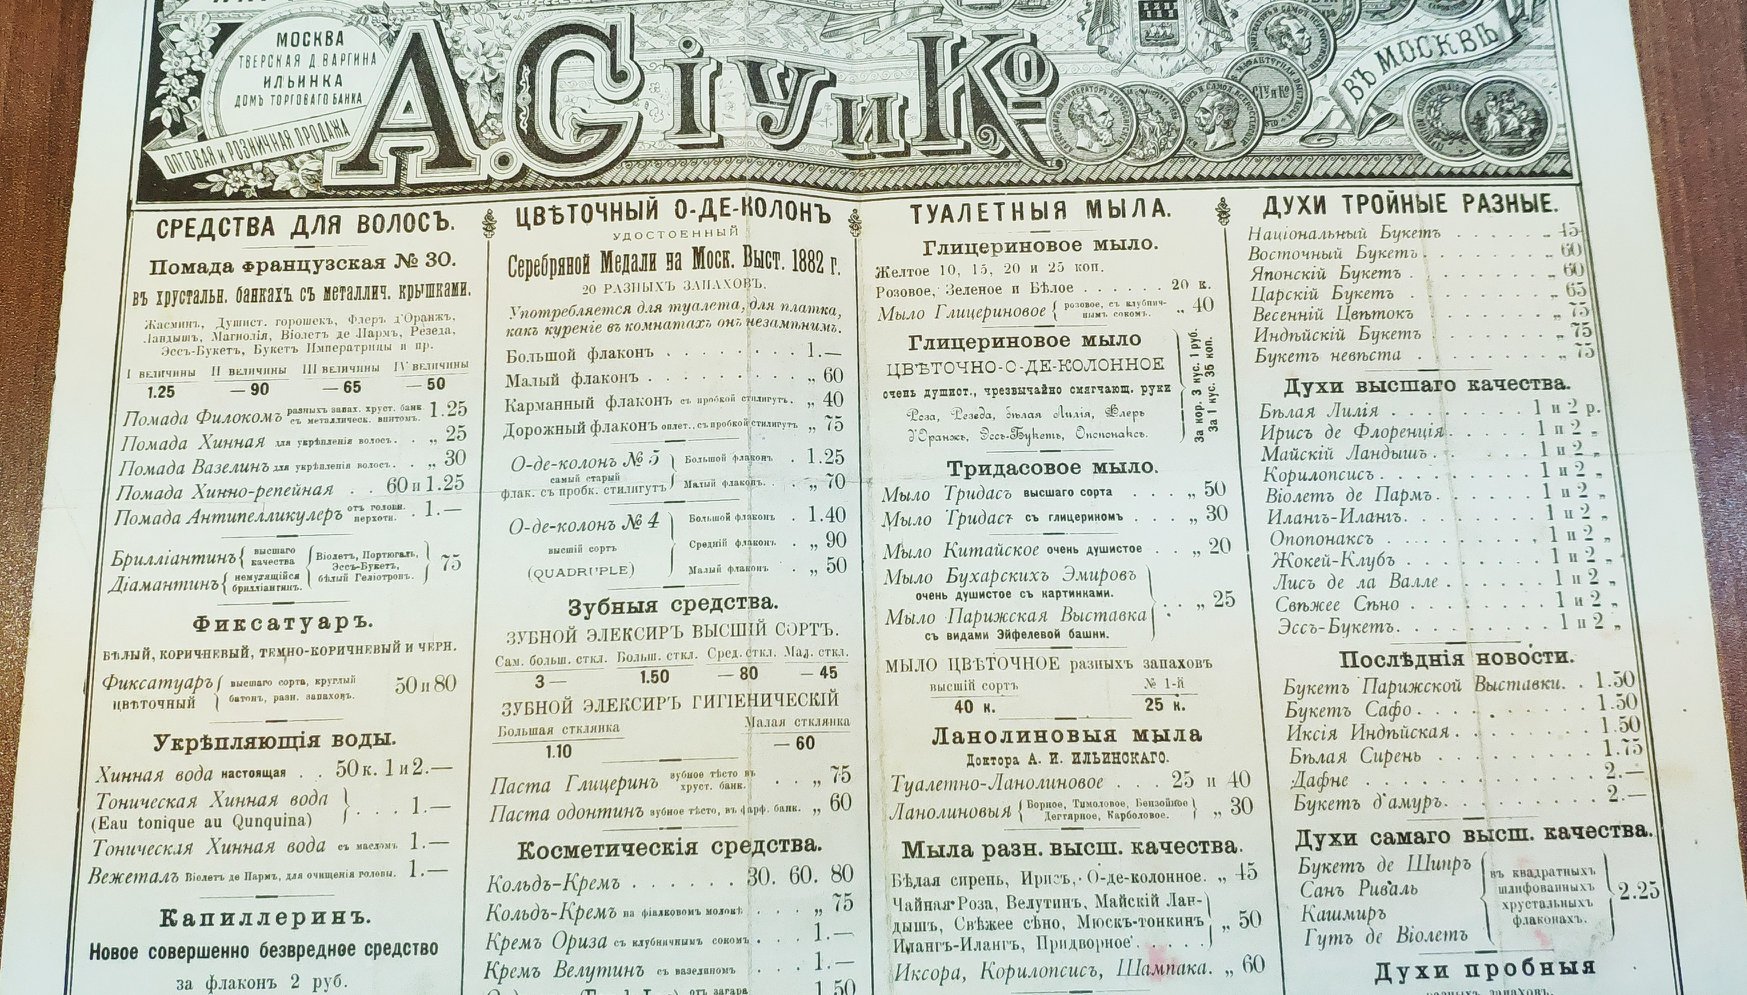 МОСКВА
ТВЕРСКАЯ Д ВАРГИНА
ИЛЬИНКА
ДОМЪ ТОРГОВАГО БАНКА
ОПТОВАЯ и РОЗНИЧНАЯ ПРОДАЖА
А. Сіу и Ко
ВЪ МОСКВѢ
СРЕДСТВА ДЛЯ ВОЛОСЪ.
Помада французская № 30.
въ хрустальн. банкахъ съ металлич. крышками.
Жасминъ, Душист. горошекъ, Флеръ д'Оранжъ,
Ландышъ, Магнолія, Віолетъ де Пармъ, Резеда,
Эссъ-Букетъ, Букетъ Императрицы и пр.
I ВЕЛИЧИНЫ II ВЕЛИЧИНЫ III ВЕЛИЧИНЫ IV ВЕЛИЧИНЫ
1.25 — 90 — 65 — 50
Помада Филокомъ разныхъ запах. хруст. банк съ металлическ. винтомъ. 1.25
Помада Хинная для укрѣпленія волосъ. . „ 25
Помада Вазелинъ для укрѣпленія волосъ. . „ 30
Помада Хинно-репейная . . 60 и 1.25
Помада Антипелликулеръ отъ головн. перхоти. . 1.—
Брилліантинъ { высшаго качества
Діамантинъ { немулящійся брилліантин.
Віолетъ, Портюгаль, Эссъ-Букетъ, бѣлый Геліотропъ. } 75
Фиксатуаръ.
БѢЛЫЙ, КОРИЧНЕВЫЙ, ТЕМНО-КОРИЧНЕВЫЙ И ЧЕРН.
Фиксатуаръ цвѣточный { высшаго сорта, круглый батонъ, разн. запаховъ. 50 и 80
Укрѣпляющія воды.
Хинная вода настоящая . . 50 к. 1 и 2.—
Тоническая Хинная вода
(Eau tonique au Qunquina) } . . . 1.—
Тоническая Хинная вода съ масломъ 1.—
Вежеталь Віолетъ де Пармъ, для очищенія головы. 1.—
Капиллеринъ.
Новое совершенно безвредное средство
за флаконъ 2 руб.
ЦВѢТОЧНЫЙ О-ДЕ-КОЛОНЪ
УДОСТОЕННЫЙ
Серебряной Медали на Моск. Выст. 1882 г.
20 РАЗНЫХЪ ЗАПАХОВЪ.
Употребляется для туалета, для платка,
какъ куреніе въ комнатахъ онъ незамѣнимъ.
Большой флаконъ . . . . . . . . 1.—
Малый флаконъ . . . . . . . . . „ 60
Карманный флаконъ съ пробкой стилигутъ. „ 40
Дорожный флаконъ оплет., съ пробкой стилигутъ „ 75
О-де-колонъ № 5 } Большой флаконъ . 1.25
самый старый
флак. съ пробк. стилигутъ } Малый флаконъ. . „ 70
О-де-колонъ № 4 } Большой флаконъ . 1.40
высшій сортъ Средній флаконъ . „ 90
(QUADRUPLE) Малый флаконъ . „ 50
Зубныя средства.
ЗУБНОЙ ЭЛЕКСИРЪ ВЫСШІЙ СОРТЪ.
Сам. больш. сткл. Больш. сткл. Сред. сткл. Мал. сткл.
3 — 1.50 — 80 — 45
ЗУБНОЙ ЭЛЕКСИРЪ ГИГІЕНИЧЕСКІЙ
Большая стклянка Малая стклянка
1.10 — 60
Паста Глицеринъ зубное тѣсто въ хруст. банк. . . „ 75
Паста одонтинъ зубное тѣсто, въ фарф. банк. „ 60
Косметическія средства.
Кольдъ-Кремъ . . . . . . 30. 60. 80
Кольдъ-Кремъ на фіалковомъ молокѣ . . . „ 75
Кремъ Ориза съ клубничнымъ сокомъ . . . 1.—
Кремъ Велутинъ съ вазелиномъ . . . 1.—
отъ загара 1.50
ТУАЛЕТНЫЯ МЫЛА.
Глицериновое мыло.
Желтое 10, 15, 20 и 25 коп.
Розовое, Зеленое и Бѣлое . . . . . . 20 к.
Мыло Глицериновое { розовое, съ клубничнымъ сокомъ. „ 40
Глицериновое мыло
ЦВѢТОЧНО-О-ДЕ-КОЛОННОЕ
очень душист., чрезвычайно смягчающ. руки
Роза, Резеда, Бѣлая Лилія, Флеръ
д'Оранжъ, Эссъ-Букетъ, Опопонаксъ.
За кор. 3 кус. 1 руб.
За 1 кус. 35 коп.
Тридасовое мыло.
Мыло Тридасъ высшаго сорта . . . „ 50
Мыло Тридасъ съ глицериномъ . . . „ 30
Мыло Китайское очень душистое . . „ 20
Мыло Бухарскихъ Эмировъ
очень душистое съ картинками.
Мыло Парижская Выставка } . . „ 25
съ видами Эйфелевой башни.
МЫЛО ЦВѢТОЧНОЕ разныхъ запаховъ
высшій сортъ № 1-й
40 к. 25 к.
Ланолиновыя мыла
Доктора А. И. ИЛЬИНСКАГО.
Туалетно-Ланолиновое . . . 25 и 40
Ланолиновыя { Борное, Тимоловое, Бензойное Дегтярное, Карболовое. } „ 30
Мыла разн. высш. качества.
Бѣлая сирень, Ирисъ, О-де-колонное. „ 45
Чайная Роза, Велутинъ, Майскій Лан-
дышъ, Свѣжее сѣно, Мюскъ-тонкинъ „ 50
Илангъ-Илангъ, Придворное . . . . .
Иксора, Корилопсисъ, Шампака. „ 60
ДУХИ ТРОЙНЫЕ РАЗНЫЕ.
Національный Букетъ . . . . . . „ 45
Восточный Букетъ. . . . . . . . „ 60
Японскій Букетъ . . . . . . . . „ 60
Царскій Букетъ . . . . . . . . „ 65
Весенній Цвѣтокъ . . . . . . . „ 75
Индѣйскій Букетъ . . . . . . . „ 75
Букетъ невѣста . . . . . . . . „ 75
Духи высшаго качества.
Бѣлая Лилія . . . . . . . . 1 и 2 р.
Ирисъ де Флоренція . . . . . 1 и 2 „
Майскій Ландышъ. . . . . . . 1 и 2 „
Корилопсисъ. . . . . . . . . 1 и 2 „
Віолетъ де Пармъ. . . . . . . 1 и 2 „
Илангъ-Илангъ. . . . . . . . 1 и 2 „
Опопонаксъ . . . . . . . . . 1 и 2 „
Жокей-Клубъ . . . . . . . . 1 и 2 „
Лисъ де ла Валле . . . . . . 1 и 2 „
Свѣжее Сѣно . . . . . . . . 1 и 2 „
Эссъ-Букетъ. . . . . . . . . 1 и 2 „
Послѣднія новости.
Букетъ Парижской Выставки. . 1.50
Букетъ Сафо. . . . . . . . . 1.50
Иксія Индѣйская. . . . . . . 1.50
Бѣлая Сирень . . . . . . . . 1.75
Дафне . . . . . . . . . . . 2.—
Букетъ д'амуръ. . . . . . . . 2.—
Духи самаго высш. качества.
Букетъ де Шипръ
Санъ Риваль
Кашмиръ
Гутъ де Віолетъ
въ квадратныхъ
шлифованныхъ
хрустальныхъ
флаконахъ.
2.25
Духи пробныя
разныхъ запаховъ.